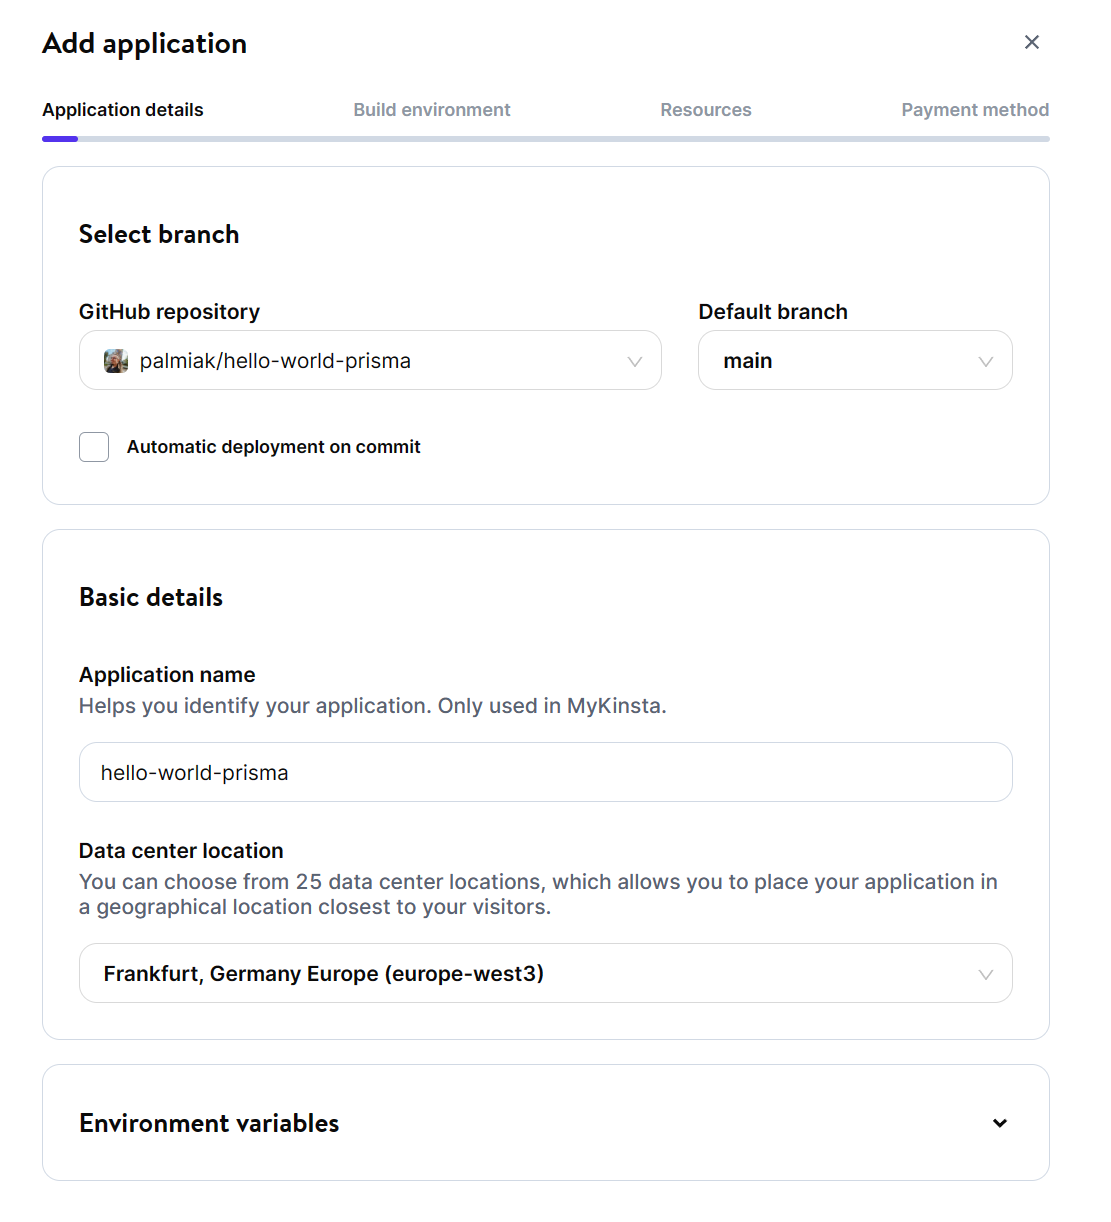 Add application
Application details
Build environment
Resources
Payment method
Select branch
GitHub repository
Default branch
palmiak/hello-world-prisma
main
Automatic deployment on commit
Basic details
Application name
Helps you identify your application. Only used in MyKinsta.
hello-world-prisma
Data center location
You can choose from 25 data center locations, which allows you to place your application in
a geographical location closest to your visitors.
Frankfurt, Germany Europe (europe-west3)
Environment variables